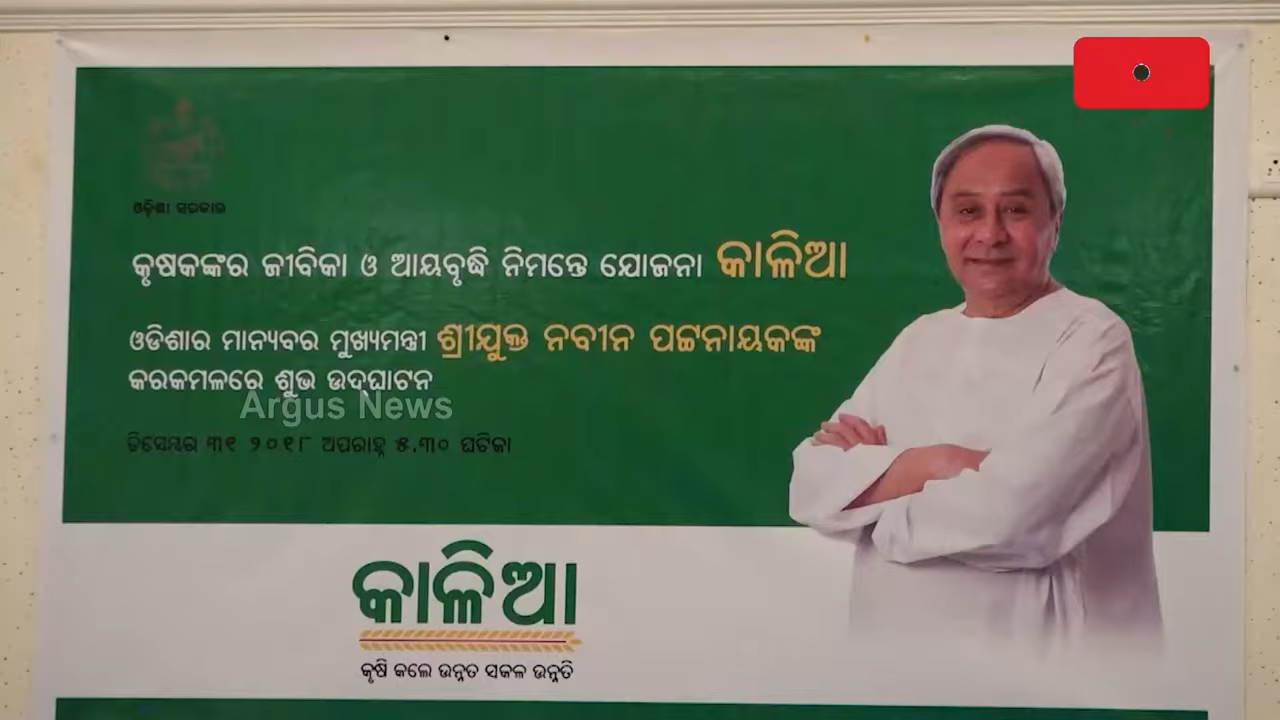 ଓଡ଼ିଶା ସରକାର
କୃଷକଙ୍କର ଜୀବିକା ଓ ଆୟବୃଦ୍ଧି ନିମନ୍ତେ ଯୋଜନା କାଳିଆ
ଓଡିଶାର ମାନ୍ୟବର ମୁଖ୍ୟମନ୍ତ୍ରୀ ଶ୍ରୀଯୁକ୍ତ ନବୀନ ପଟ୍ଟନାୟକଙ୍କ
କରକମଳରେ ଶୁଭ ଉଦ୍‌ଘାଟନ
Argus News
ଡିସେମ୍ବର ୩୧ ୨୦୧୮ ଅପରାହ୍ନ ୫.୩୦ ଘଟିକା
କାଳିଆ
କୃଷି କଲେ ଉନ୍ନତ ସକଳ ଉନ୍ନତି